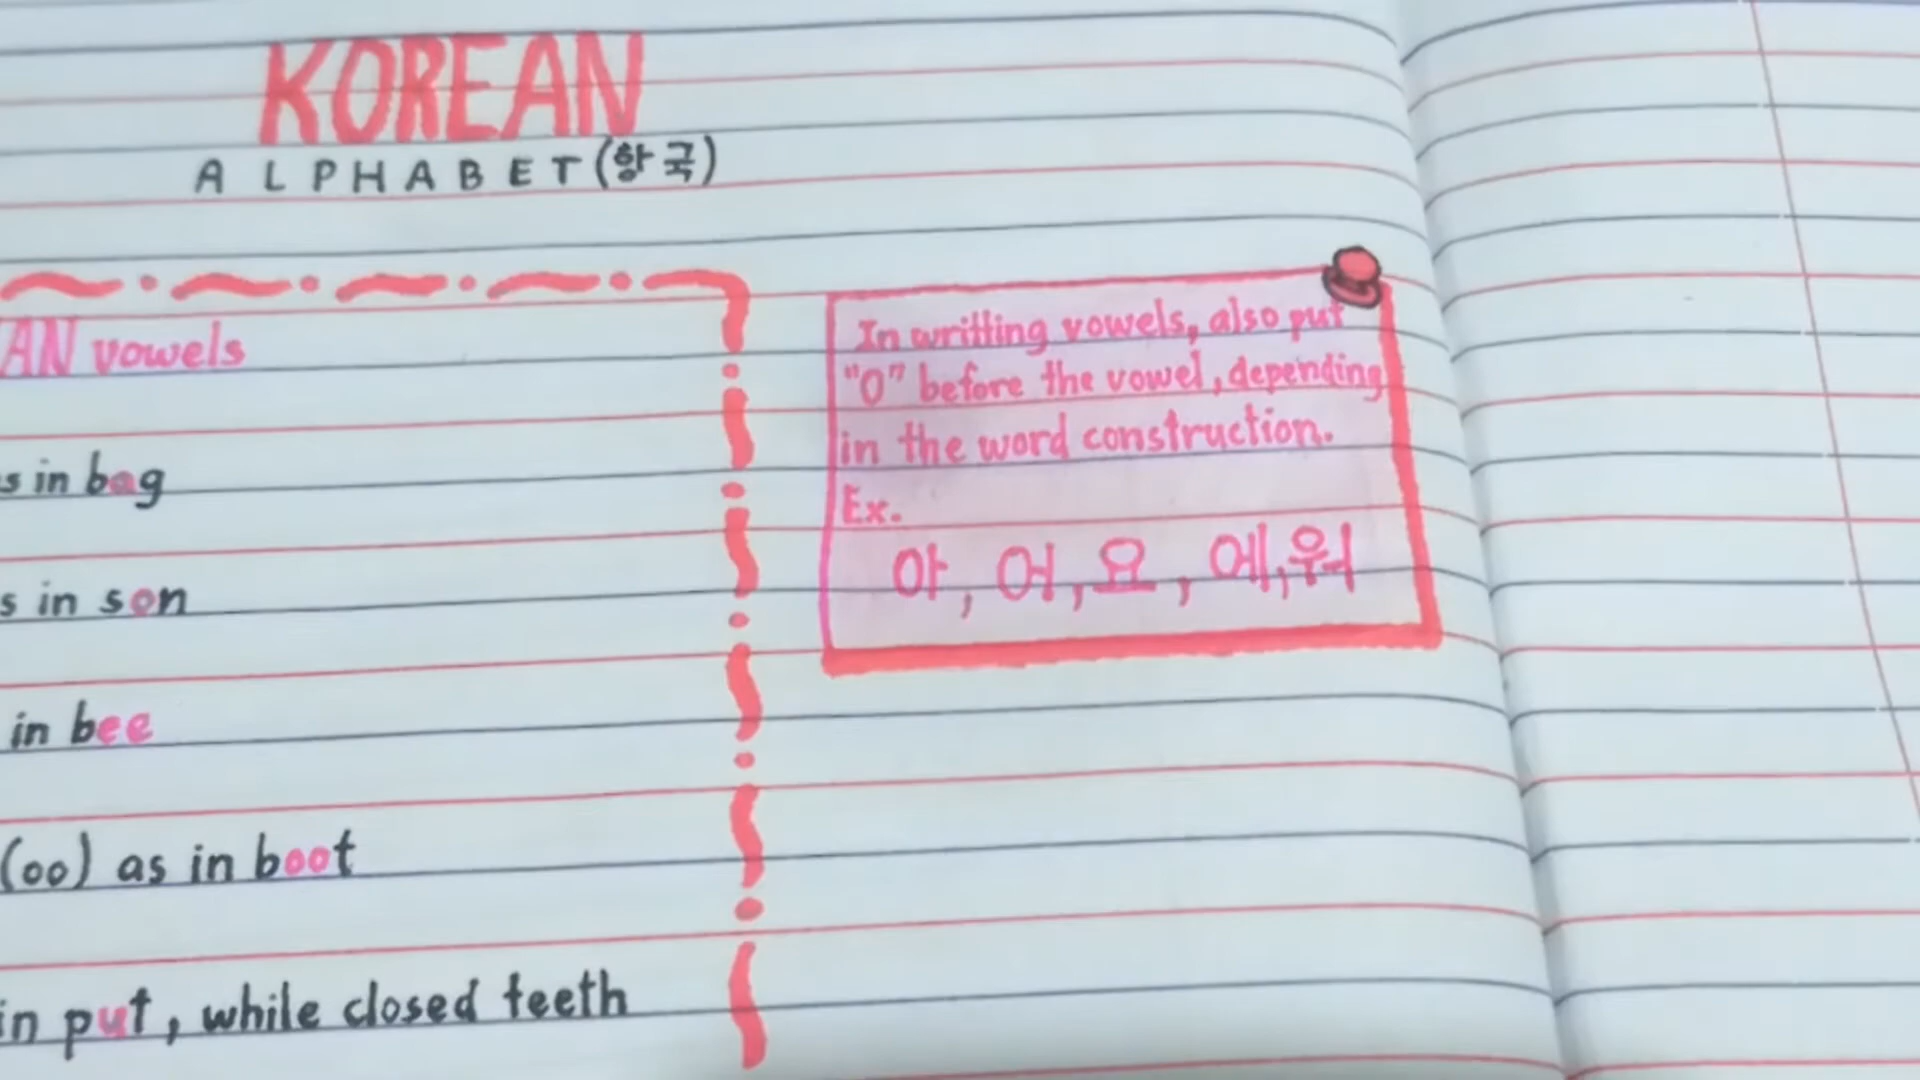 KOREAN
ALPHABET (항국)
AN vowels
s in bag
s in son
in bee
(oo) as in boot
in put, while closed teeth
In writting vowels, also put
"O" before the vowel, depending
in the word construction.
Ex.
아, 어, 요, 에, 워